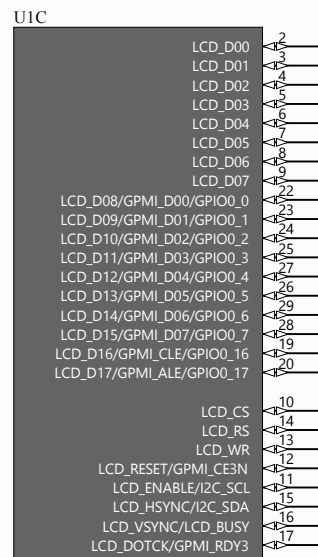 U1C
LCD_D00 2
LCD_D01 3
LCD_D02 4
LCD_D03 5
LCD_D04 6
LCD_D05 7
LCD_D06 8
LCD_D07 9
LCD_D08/GPMI_D00/GPIO0_0 22
LCD_D09/GPMI_D01/GPIO0_1 23
LCD_D10/GPMI_D02/GPIO0_2 24
LCD_D11/GPMI_D03/GPIO0_3 25
LCD_D12/GPMI_D04/GPIO0_4 27
LCD_D13/GPMI_D05/GPIO0_5 26
LCD_D14/GPMI_D06/GPIO0_6 29
LCD_D15/GPMI_D07/GPIO0_7 28
LCD_D16/GPMI_CLE/GPIO0_16 19
LCD_D17/GPMI_ALE/GPIO0_17 20
LCD_CS 10
LCD_RS 14
LCD_WR 13
LCD_RESET/GPMI_CE3N 12
LCD_ENABLE/I2C_SCL 11
LCD_HSYNC/I2C_SDA 15
LCD_VSYNC/LCD_BUSY 16
LCD_DOTCK/GPMI_RDY3 17